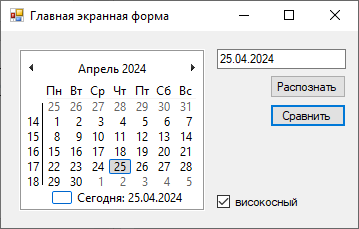 Главная экранная форма
Апрель 2024
Пн Вт Ср Чт Пт Сб Вс
25 26 27 28 29 30 31
14 1 2 3 4 5 6 7
15 8 9 10 11 12 13 14
16 15 16 17 18 19 20 21
17 22 23 24 25 26 27 28
18 29 30 1 2 3 4 5
Сегодня: 25.04.2024
25.04.2024
Распознать
Сравнить
високосный